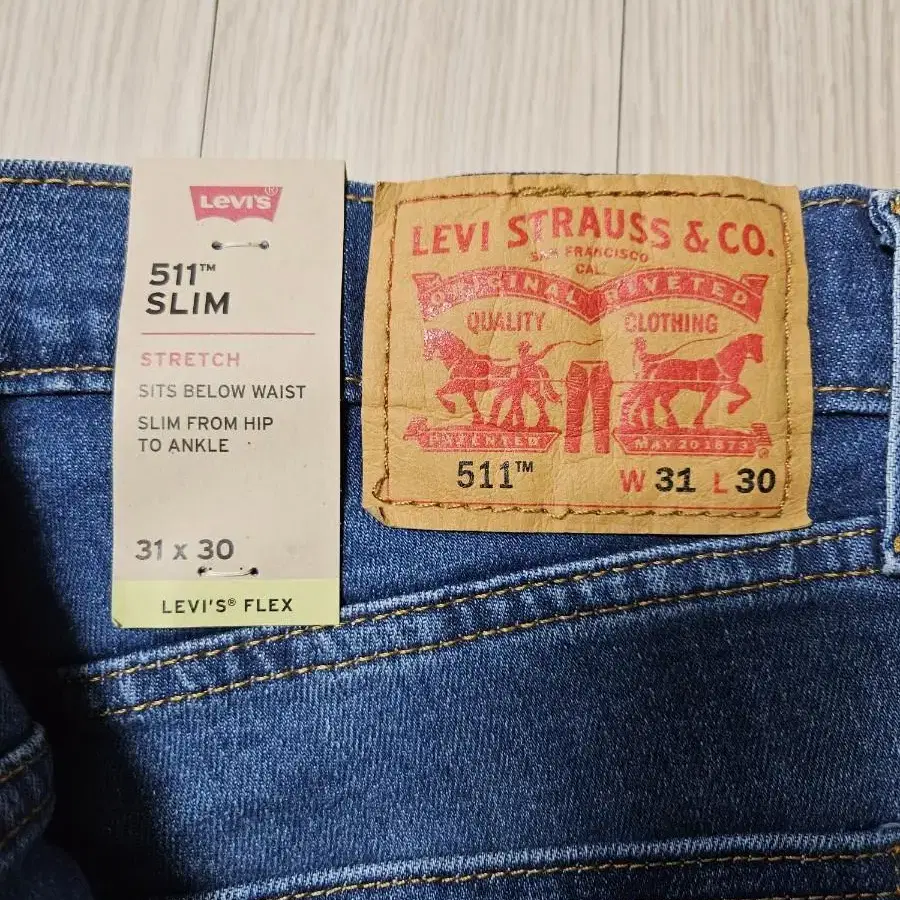 LEVI'S®
511™
SLIM
STRETCH
SITS BELOW WAIST
SLIM FROM HIP
TO ANKLE
31 x 30
LEVI'S® FLEX
LEVI STRAUSS & CO.
SAN FRANCISCO
CAL.
ORIGINAL RIVETED
QUALITY CLOTHING
PATENTED MAY 20 1873
®
511™ W 31 L 30